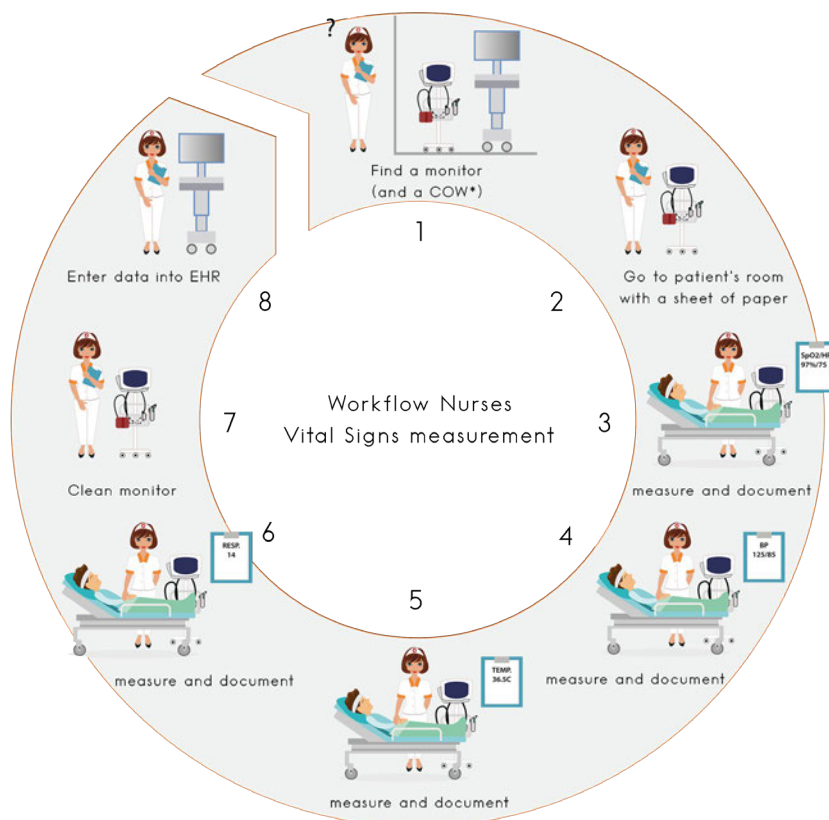 ?
Find a monitor
(and a COW*)
1
Go to patient's room
with a sheet of paper
2
SpO2/HR
97%/75
measure and document
3
BP
125/85
measure and document
4
TEMP.
36.5C
measure and document
5
RESP.
14
measure and document
6
Clean monitor
7
Enter data into EHR
8
Workflow Nurses
Vital Signs measurement